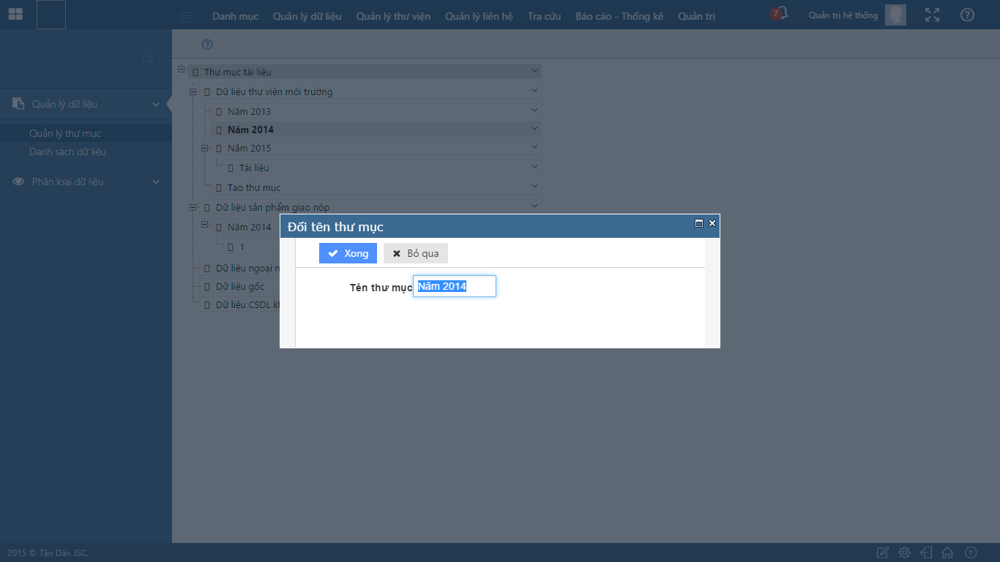 Danh mục Quản lý dữ liệu Quản lý thư viện Quản lý liên hệ Tra cứu Báo cáo - Thống kê Quản trị 7 Quản trị hệ thống
Thư mục tài liệu
Dữ liệu thư viện môi trường
Quản lý dữ liệu
Năm 2013
Năm 2014
Quản lý thư mục
Năm 2015
Danh sách dữ liệu
Tài liệu
Phân loại dữ liệu
Tao thư mục
Dữ liệu sản phẩm giao nộp
Năm 2014
1
Dữ liệu ngoại
Dữ liệu gốc
Dữ liệu CSDL
Đổi tên thư mục
Xong Bỏ qua
Tên thư mục Năm 2014
2015 © Tân Dân JSC.